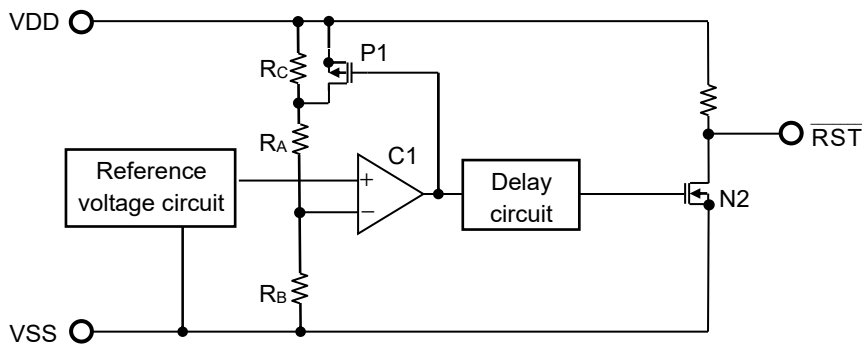 VDD
P1
RC
RA
C1
RST
Reference
voltage circuit
+
−
Delay
circuit
N2
RB
VSS